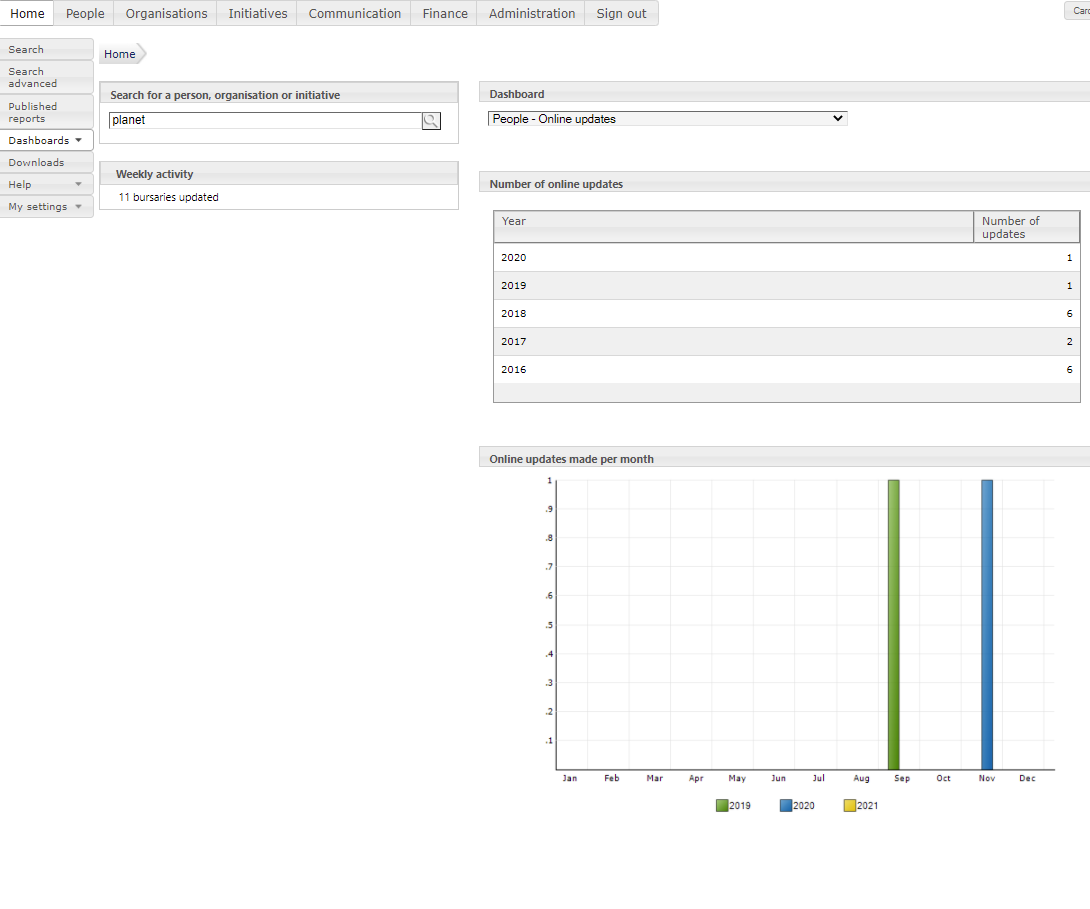 Home People Organisations Initiatives Communication Finance Administration Sign out
Search
Search
advanced
Published
reports
Dashboards
Downloads
Help
My settings
Home
Search for a person, organisation or initiative
planet
Weekly activity
11 bursaries updated
Dashboard
People - Online updates
Number of online updates
Year Number of
updates
2020 1
2019 1
2018 6
2017 2
2016 6
Online updates made per month
1
.9
.8
.7
.6
.5
.4
.3
.2
.1
Jan Feb Mar Apr May Jun Jul Aug Sep Oct Nov Dec
2019 2020 2021